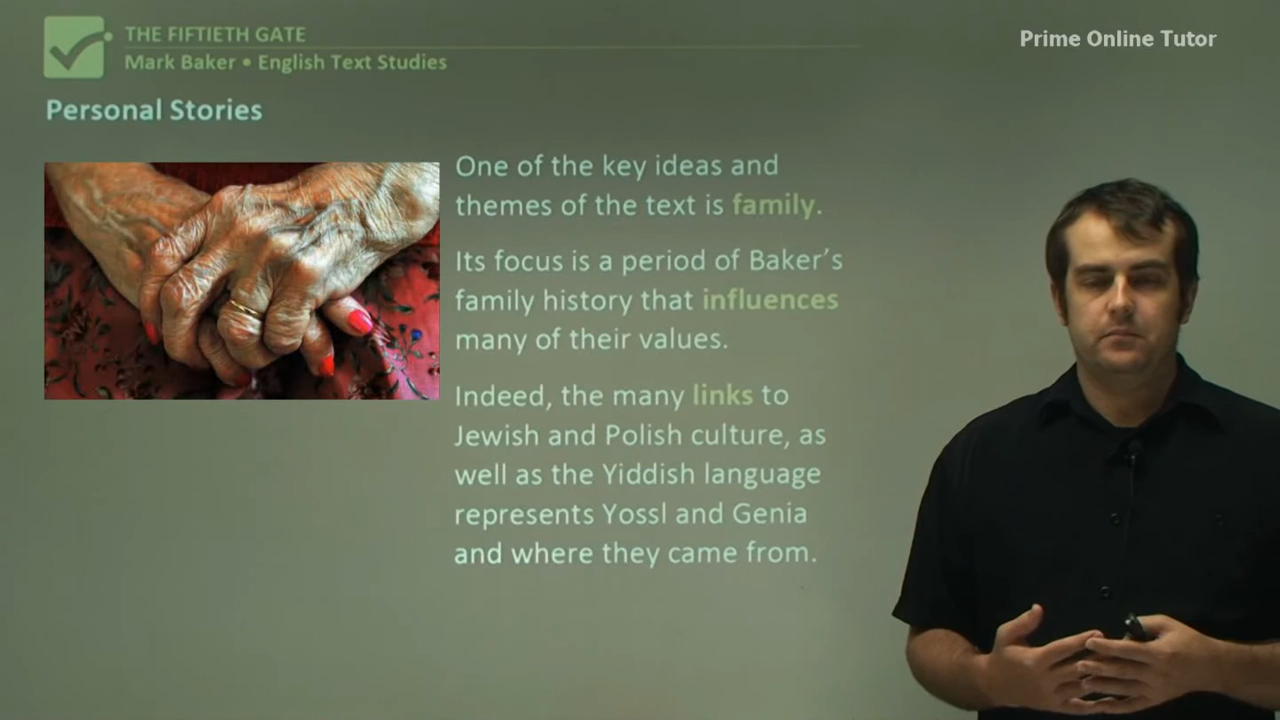 THE FIFTIETH GATE
Mark Baker • English Text Studies
Prime Online Tutor
Personal Stories
One of the key ideas and
themes of the text is family.
Its focus is a period of Baker's
family history that influences
many of their values.
Indeed, the many links to
Jewish and Polish culture, as
well as the Yiddish language
represents Yossl and Genia
and where they came from.